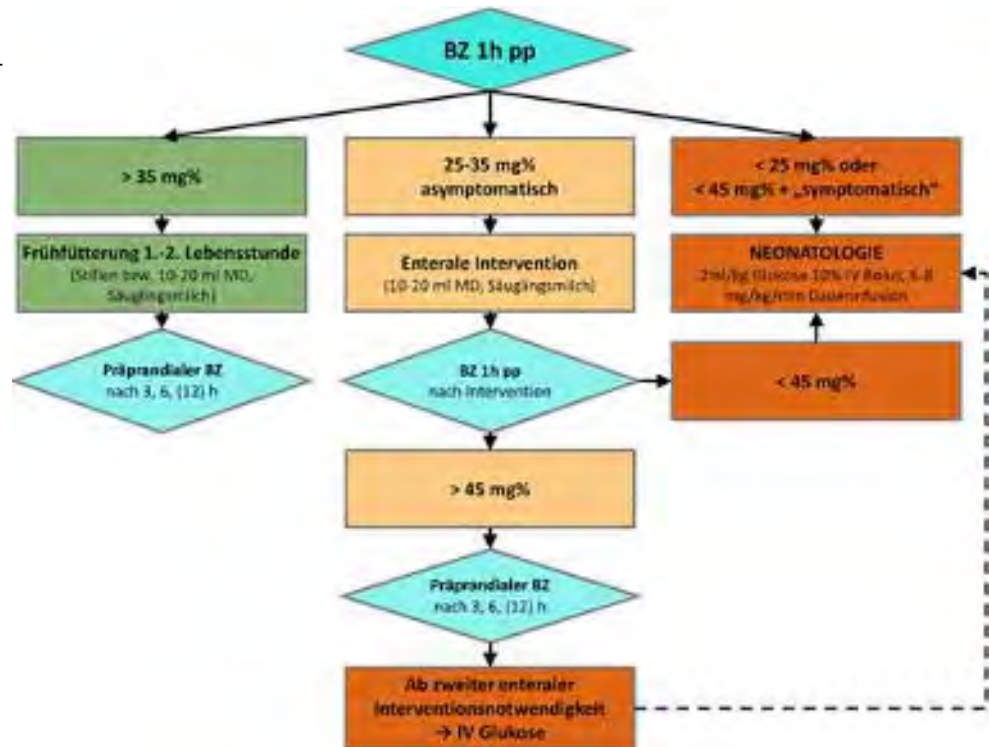 BZ 1h pp
> 35 mg%
25-35 mg%
asymptomatisch
< 25 mg% oder
< 45 mg% + „symptomatisch“
Frühfütterung 1.-2. Lebensstunde
(Stillen bzw. 10-20 ml MD,
Säuglingsmilch)
Enterale Intervention
(10-20 ml MD, Säuglingsmilch)
NEONATOLOGIE
2ml/kg Glukose 10% IV Bolus, 6-8
mg/kg/min Dauerinfusion
Präprandialer BZ
nach 3, 6, (12) h
BZ 1h pp
nach Intervention
< 45 mg%
> 45 mg%
Präprandialer BZ
nach 3, 6, (12) h
Ab zweiter enteraler
Interventionsnotwendigkeit
→ IV Glukose